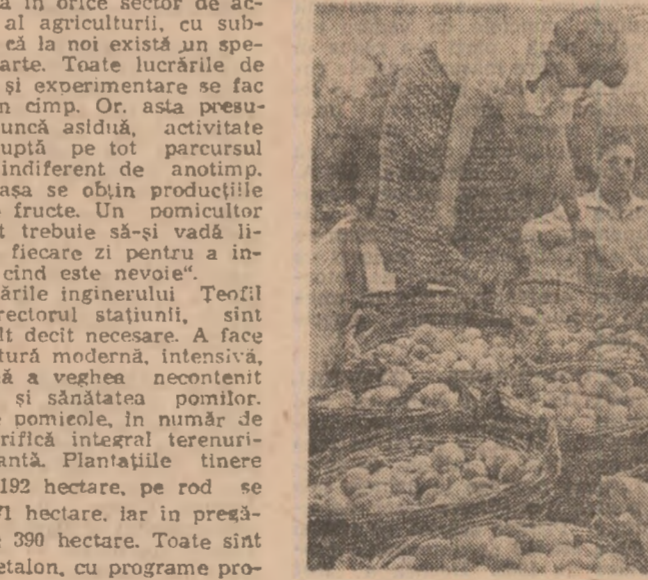 în orice sector de ac-
al agriculturii, cu sub-
că la noi există un spe-
arte. Toate lucrările de
și experimentare se fac
n cîmp. Or, asta presu-
uncă asiduă, activitate
uptă pe tot parcursul
indiferent de anotimp.
așa se obțin producțiile
fructe. Un pomicultor
t trebuie să-și vadă li-
fiecare zi pentru a in-
cînd este nevoie“.
ările inginerului Teofil
rectorul stațiunii, sînt
lt decît necesare. A face
tură modernă, intensivă,
ă a veghea necontenit
și sănătatea pomilor.
pomicole, în număr de
rifică integral terenuri-
antă. Plantațiile tinere
192 hectare, pe rod se
71 hectare, iar în pregă-
390 hectare. Toate sînt
etalon, cu programe pro-